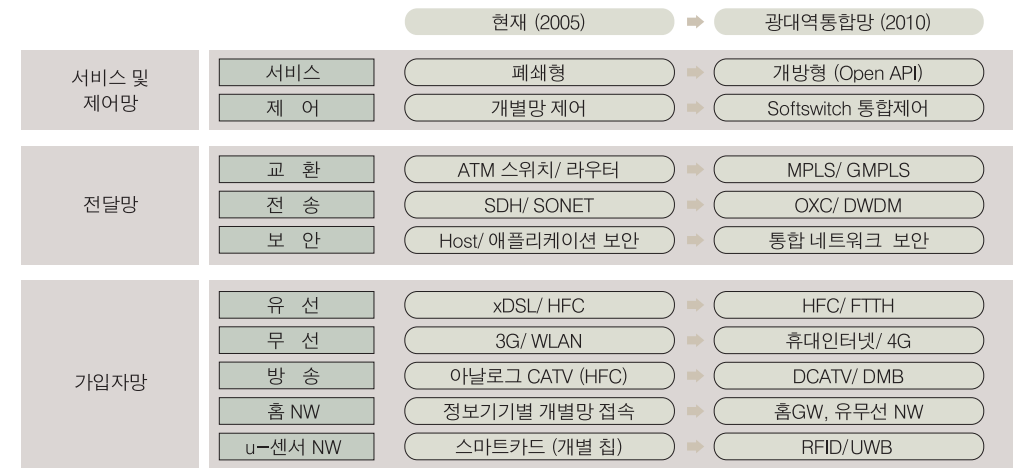 현재 (2005) 광대역통합망 (2010)
서비스 및
제어망
서비스 폐쇄형 개방형 (Open API)
제 어 개별망 제어 Softswitch 통합제어
전달망
교 환 ATM 스위치/ 라우터 MPLS/ GMPLS
전 송 SDH/ SONET OXC/ DWDM
보 안 Host/ 애플리케이션 보안 통합 네트워크 보안
가입자망
유 선 xDSL/ HFC HFC/ FTTH
무 선 3G/ WLAN 휴대인터넷/ 4G
방 송 아날로그 CATV (HFC) DCATV/ DMB
홈 NW 정보기기별 개별망 접속 홈GW, 유무선 NW
u-센서 NW 스마트카드 (개별 칩) RFID/UWB